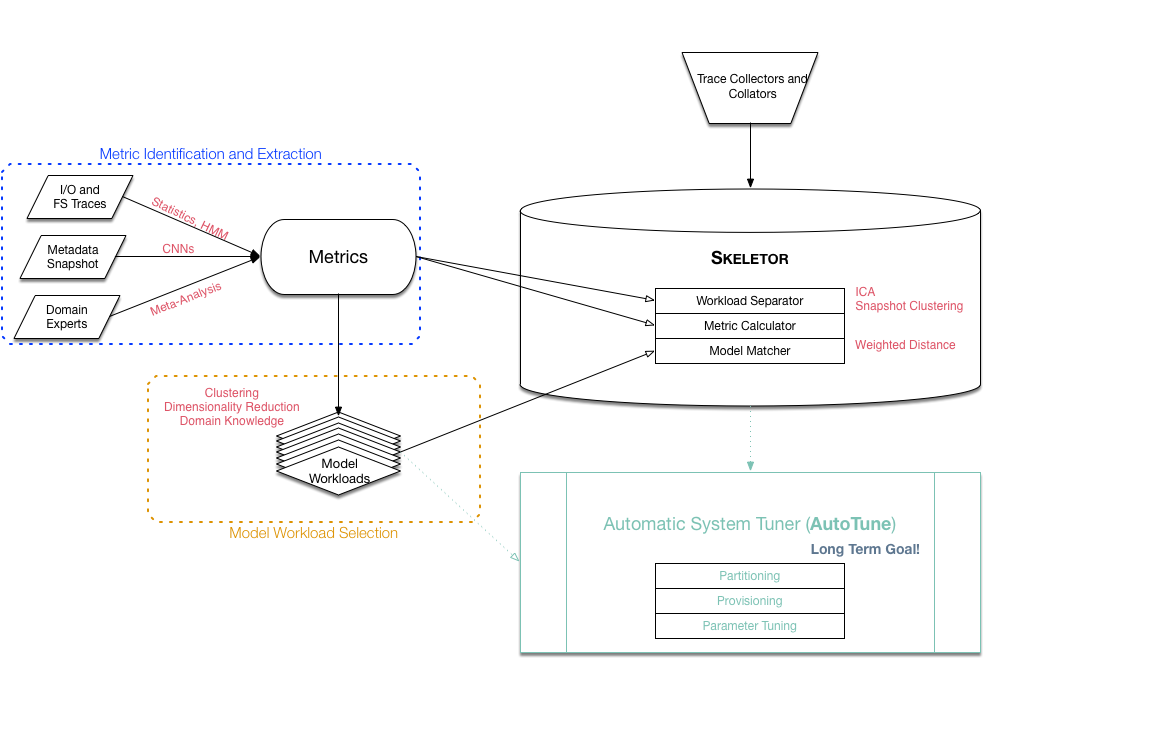 Trace Collectors and
Collators
Metric Identification and Extraction
I/O and
FS Traces
Statistics, HMM
Metadata
Snapshot
CNNs
Domain
Experts
Meta-Analysis
Metrics
SKELETOR
Workload Separator
Metric Calculator
Model Matcher
ICA
Snapshot Clustering
Weighted Distance
Clustering
Dimensionality Reduction
Domain Knowledge
Model
Workloads
Model Workload Selection
Automatic System Tuner (AutoTune)
Long Term Goal!
Partitioning
Provisioning
Parameter Tuning